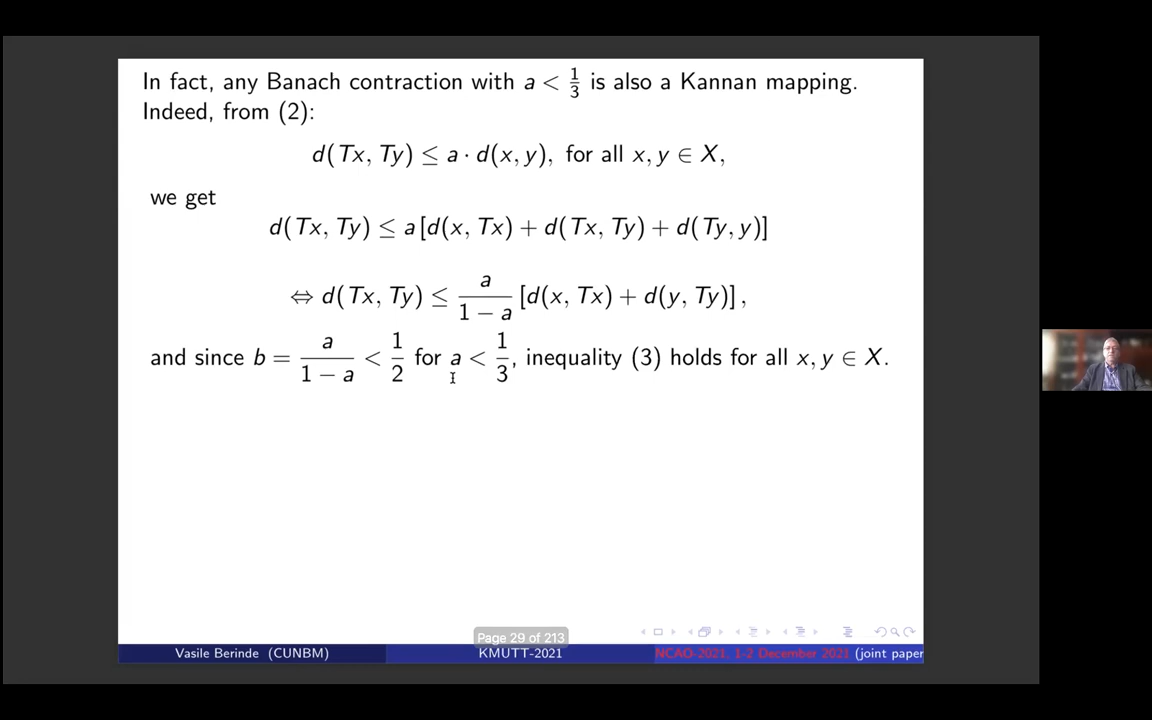 In fact, any Banach contraction with a < 1/3 is also a Kannan mapping.
Indeed, from (2):
d(Tx, Ty) ≤ a · d(x, y), for all x, y ∈ X,
we get
d(Tx, Ty) ≤ a [d(x, Tx) + d(Tx, Ty) + d(Ty, y)]
⇔ d(Tx, Ty) ≤ a/(1 − a) [d(x, Tx) + d(y, Ty)] ,
and since b = a/(1 − a) < 1/2 for a < 1/3, inequality (3) holds for all x, y ∈ X.
Page 29 of 213
Vasile Berinde (CUNBM) KMUTT-2021 NCAO-2021, 1-2 December 2021 (joint paper